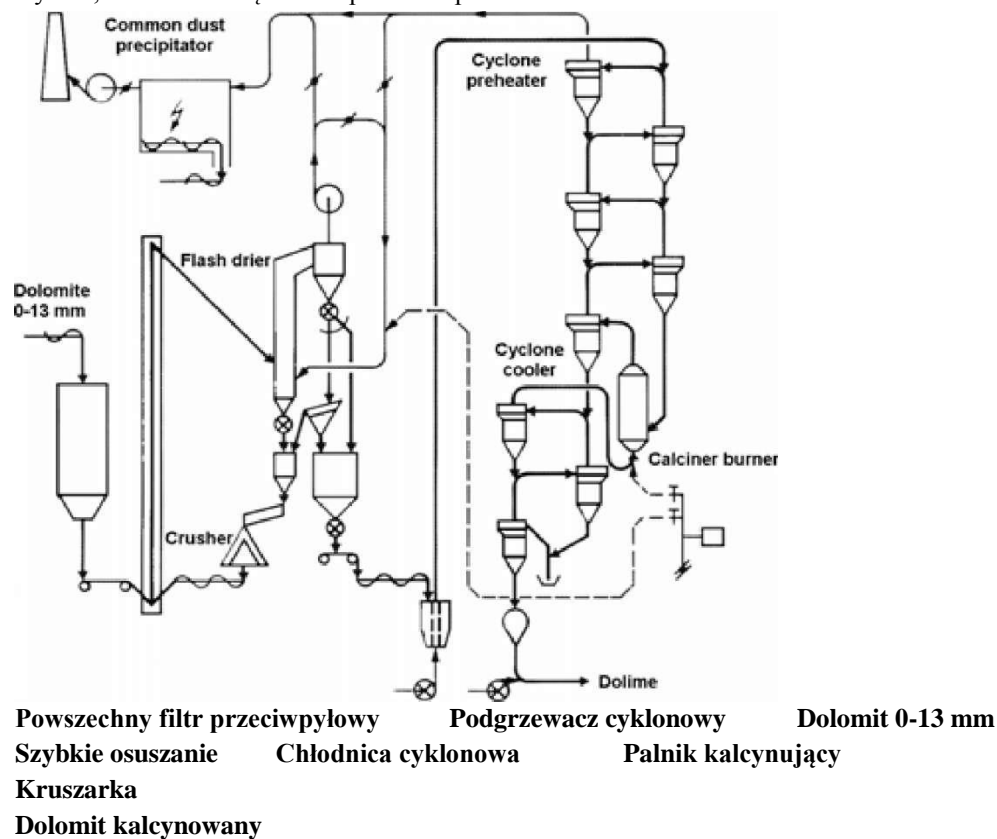 Common dust
precipitator
Cyclone
preheater
Flash drier
Dolomite
0-13 mm
Cyclone
cooler
Calciner burner
Crusher
Dolime
Powszechny filtr przeciwpyłowy Podgrzewacz cyklonowy Dolomit 0-13 mm
Szybkie osuszanie Chłodnica cyklonowa Palnik kalcynujący
Kruszarka
Dolomit kalcynowany